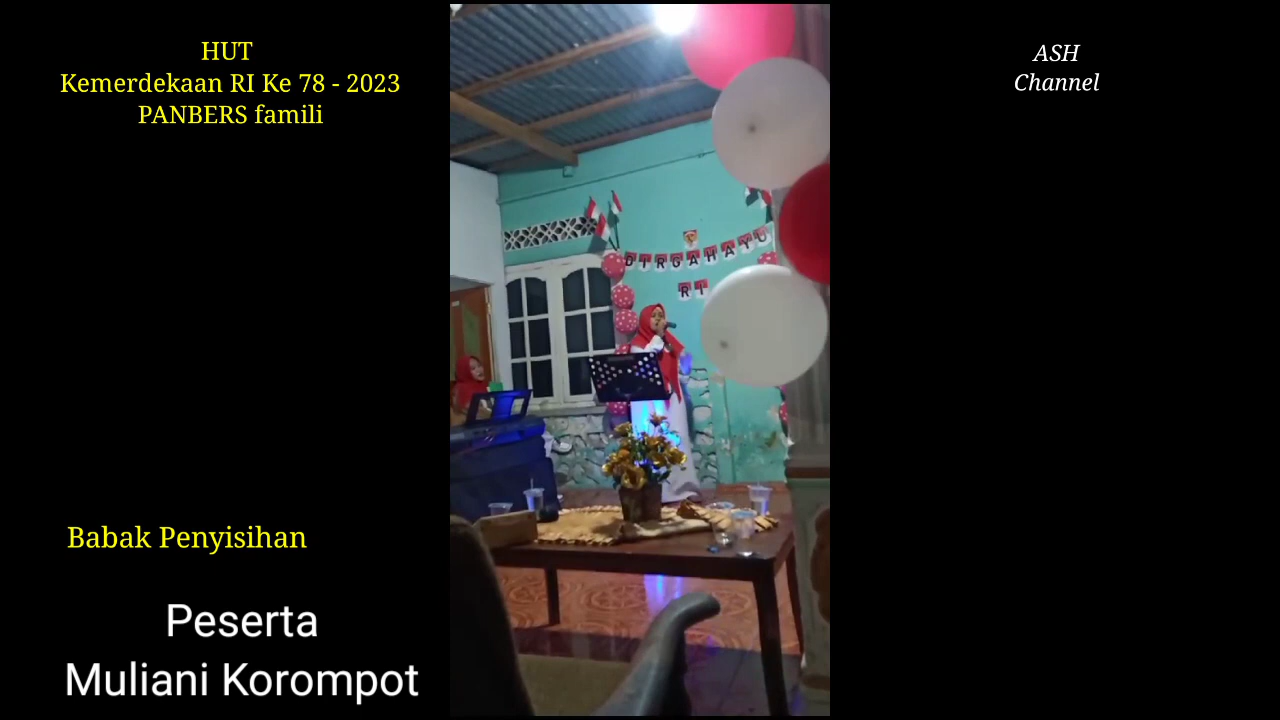 HUT
Kemerdekaan RI Ke 78 - 2023
PANBERS famili
ASH
Channel
DIRGAHAYU
RI
Babak Penyisihan
Peserta
Muliani Korompot